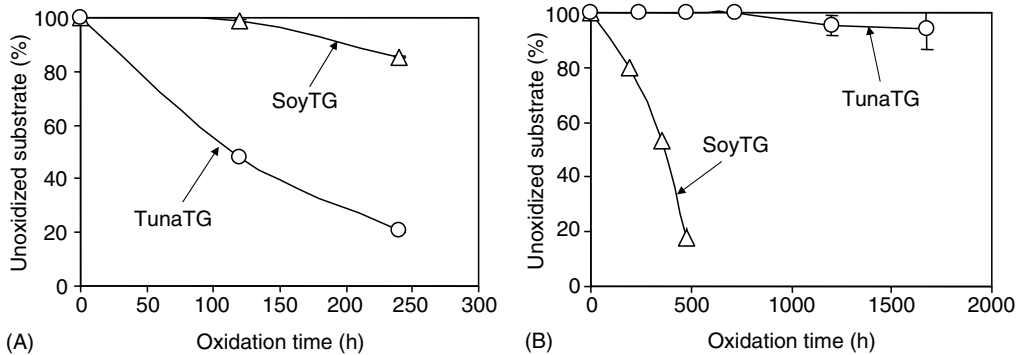 Unoxidized substrate (%)
100
80
60
40
20
0
SoyTG
TunaTG
0
50
100
150
200
250
300
(A)
Oxidation time (h)
Unoxidized substrate (%)
100
80
60
40
20
0
TunaTG
SoyTG
0
500
1000
1500
2000
(B)
Oxidation time (h)